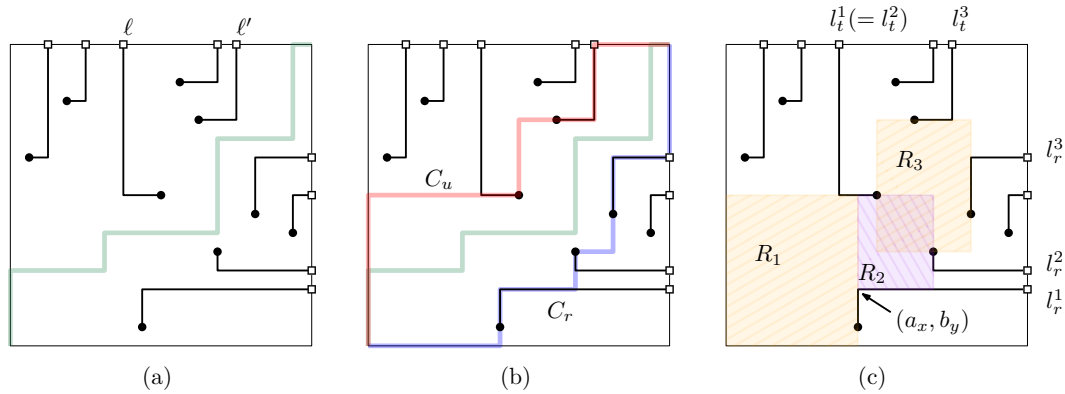 ℓ ℓ′
(a)
C_u
C_r
(b)
l_t^1(= l_t^2) l_t^3
l_r^3
R_3
R_1
R_2
l_r^2
l_r^1
(a_x, b_y)
(c)